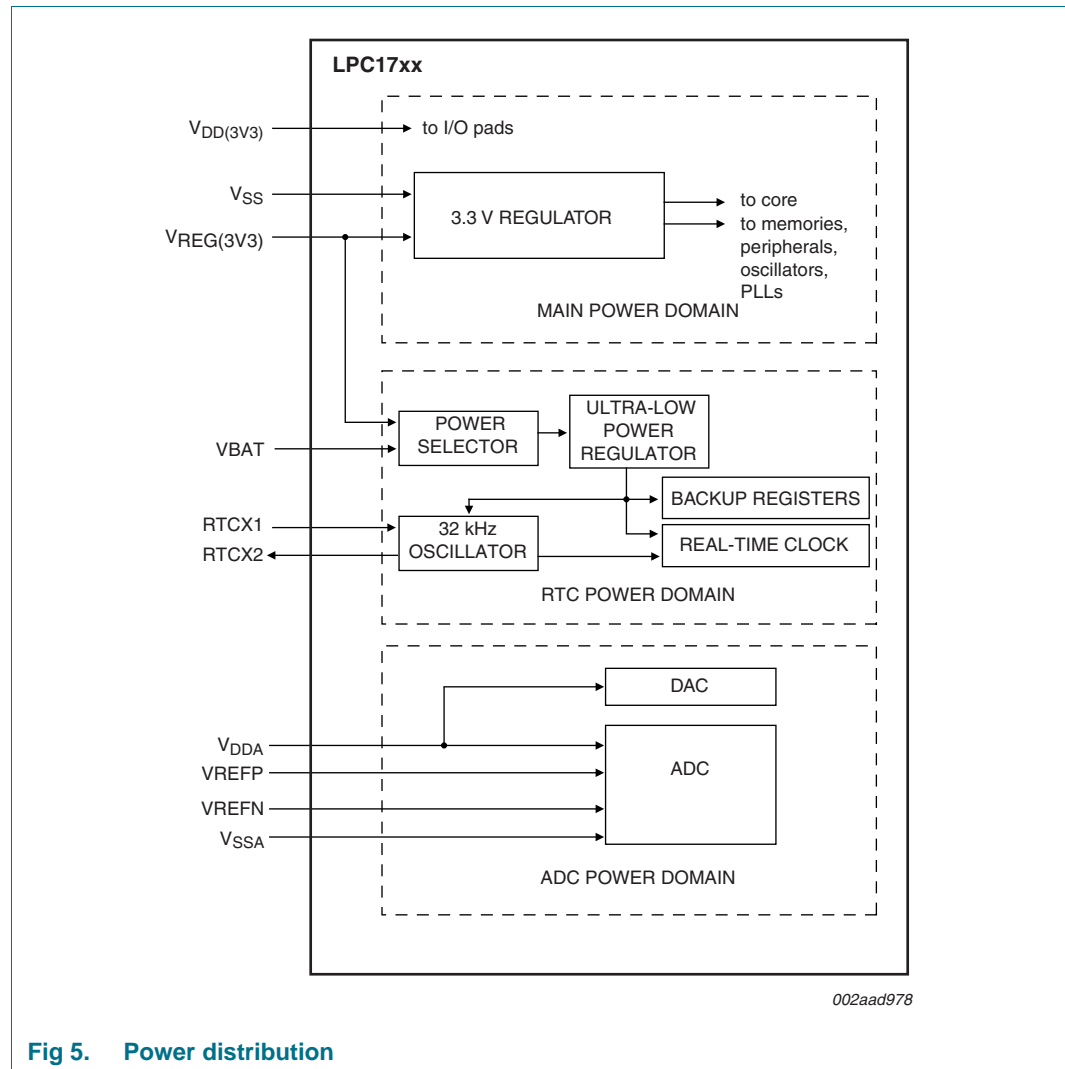 LPC17xx
VDD(3V3)
to I/O pads
VSS
VREG(3V3)
3.3 V REGULATOR
to core
to memories,
peripherals,
oscillators,
PLLs
MAIN POWER DOMAIN
VBAT
POWER
SELECTOR
ULTRA-LOW
POWER
REGULATOR
BACKUP REGISTERS
RTCX1
RTCX2
32 kHz
OSCILLATOR
REAL-TIME CLOCK
RTC POWER DOMAIN
DAC
VDDA
VREFP
VREFN
VSSA
ADC
ADC POWER DOMAIN
002aad978
Fig 5. Power distribution